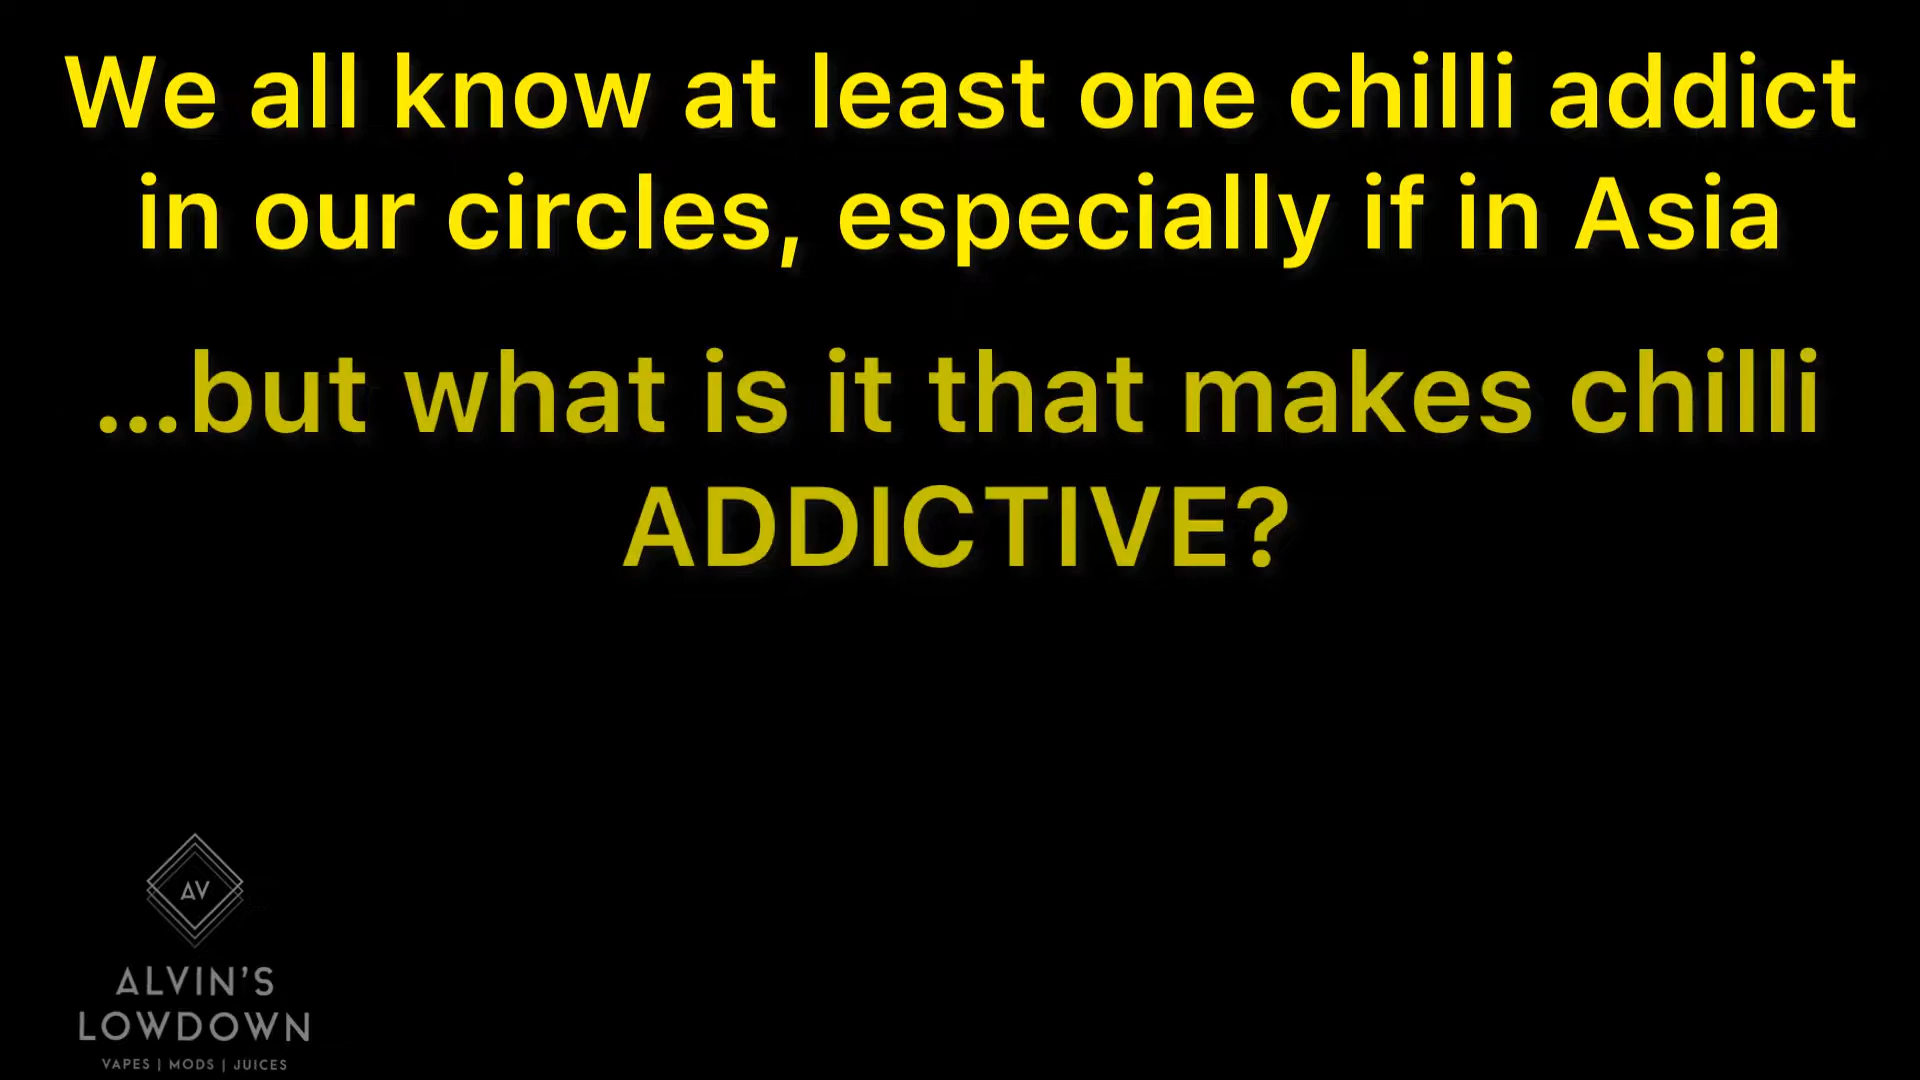 We all know at least one chilli addict
in our circles, especially if in Asia
...but what is it that makes chilli
ADDICTIVE?
AV
ALVIN'S
LOWDOWN
VAPES | MODS | JUICES